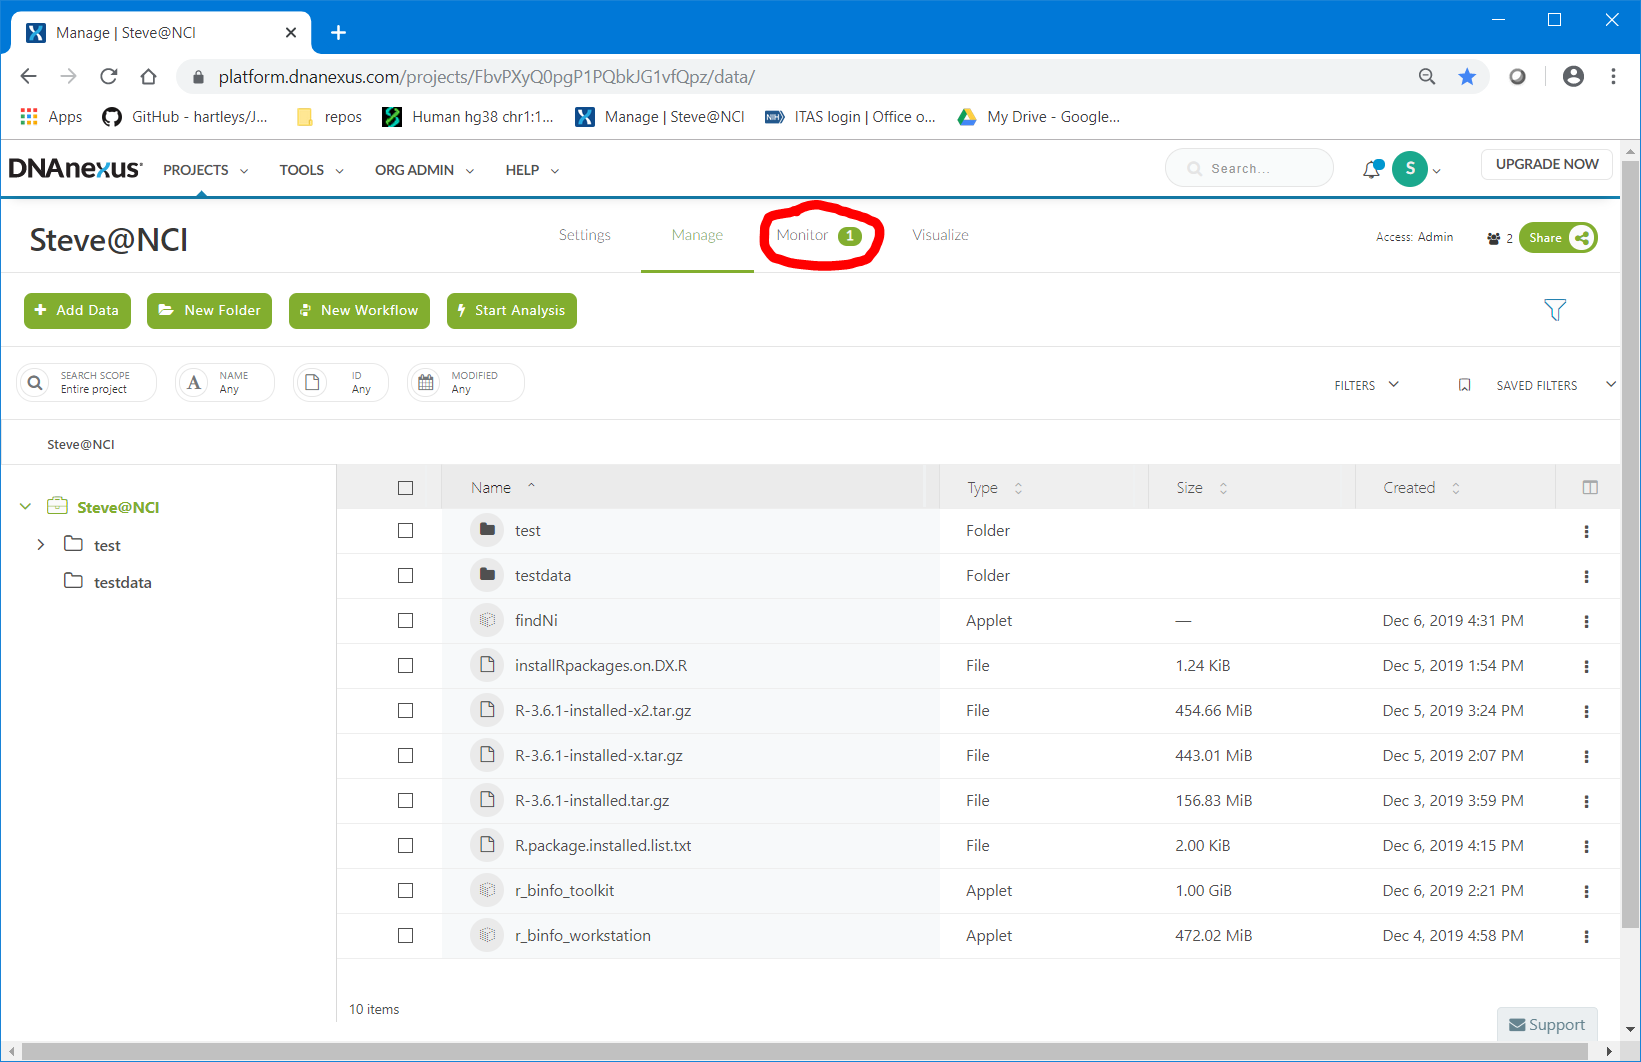 Manage | Steve@NCI
platform.dnanexus.com/projects/FbvPXyQ0pgP1PQbkJG1vfQpz/data/
Apps GitHub - hartleys/J... repos Human hg38 chr1:1... Manage | Steve@NCI NIH ITAS login | Office o... My Drive - Google...
DNAnexus PROJECTS TOOLS ORG ADMIN HELP Search... S UPGRADE NOW
Steve@NCI Settings Manage Monitor 1 Visualize Access: Admin 2 Share
Add Data New Folder New Workflow Start Analysis
SEARCH SCOPE NAME ID MODIFIED
Entire project Any Any Any
FILTERS SAVED FILTERS
Steve@NCI
Steve@NCI
test
testdata
Name Type Size Created
test Folder
testdata Folder
findNi Applet — Dec 6, 2019 4:31 PM
installRpackages.on.DX.R File 1.24 KiB Dec 5, 2019 1:54 PM
R-3.6.1-installed-x2.tar.gz File 454.66 MiB Dec 5, 2019 3:24 PM
R-3.6.1-installed-x.tar.gz File 443.01 MiB Dec 5, 2019 2:07 PM
R-3.6.1-installed.tar.gz File 156.83 MiB Dec 3, 2019 3:59 PM
R.package.installed.list.txt File 2.00 KiB Dec 6, 2019 4:15 PM
r_binfo_toolkit Applet 1.00 GiB Dec 6, 2019 2:21 PM
r_binfo_workstation Applet 472.02 MiB Dec 4, 2019 4:58 PM
10 items
Support